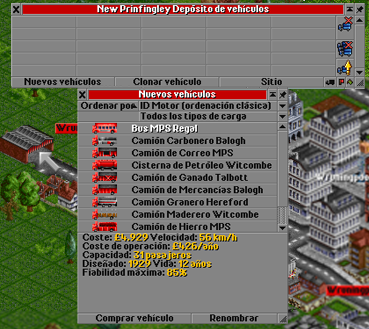 New Prinfingley Depósito de vehículos
Nuevos vehículos
Clonar vehículo
Sitio
Nuevos vehículos
Ordenar por
ID Motor (ordenación clásica)
Todos los tipos de carga
Bus MPS Regal
Camión Carbonero Balogh
Camión de Correo MPS
Cisterna de Petróleo Witcombe
Camión de Ganado Talbott
Camión de Mercancías Balogh
Camión Granero Hereford
Camión Maderero Witcombe
Camión de Hierro MPS
Coste: £4.929 Velocidad: 56 km/h
Coste de operación: £426/año
Capacidad: 31 pasajeros
Diseñado: 1929 Vida: 12 años
Fiabilidad máxima: 85%
Comprar vehículo
Renombrar